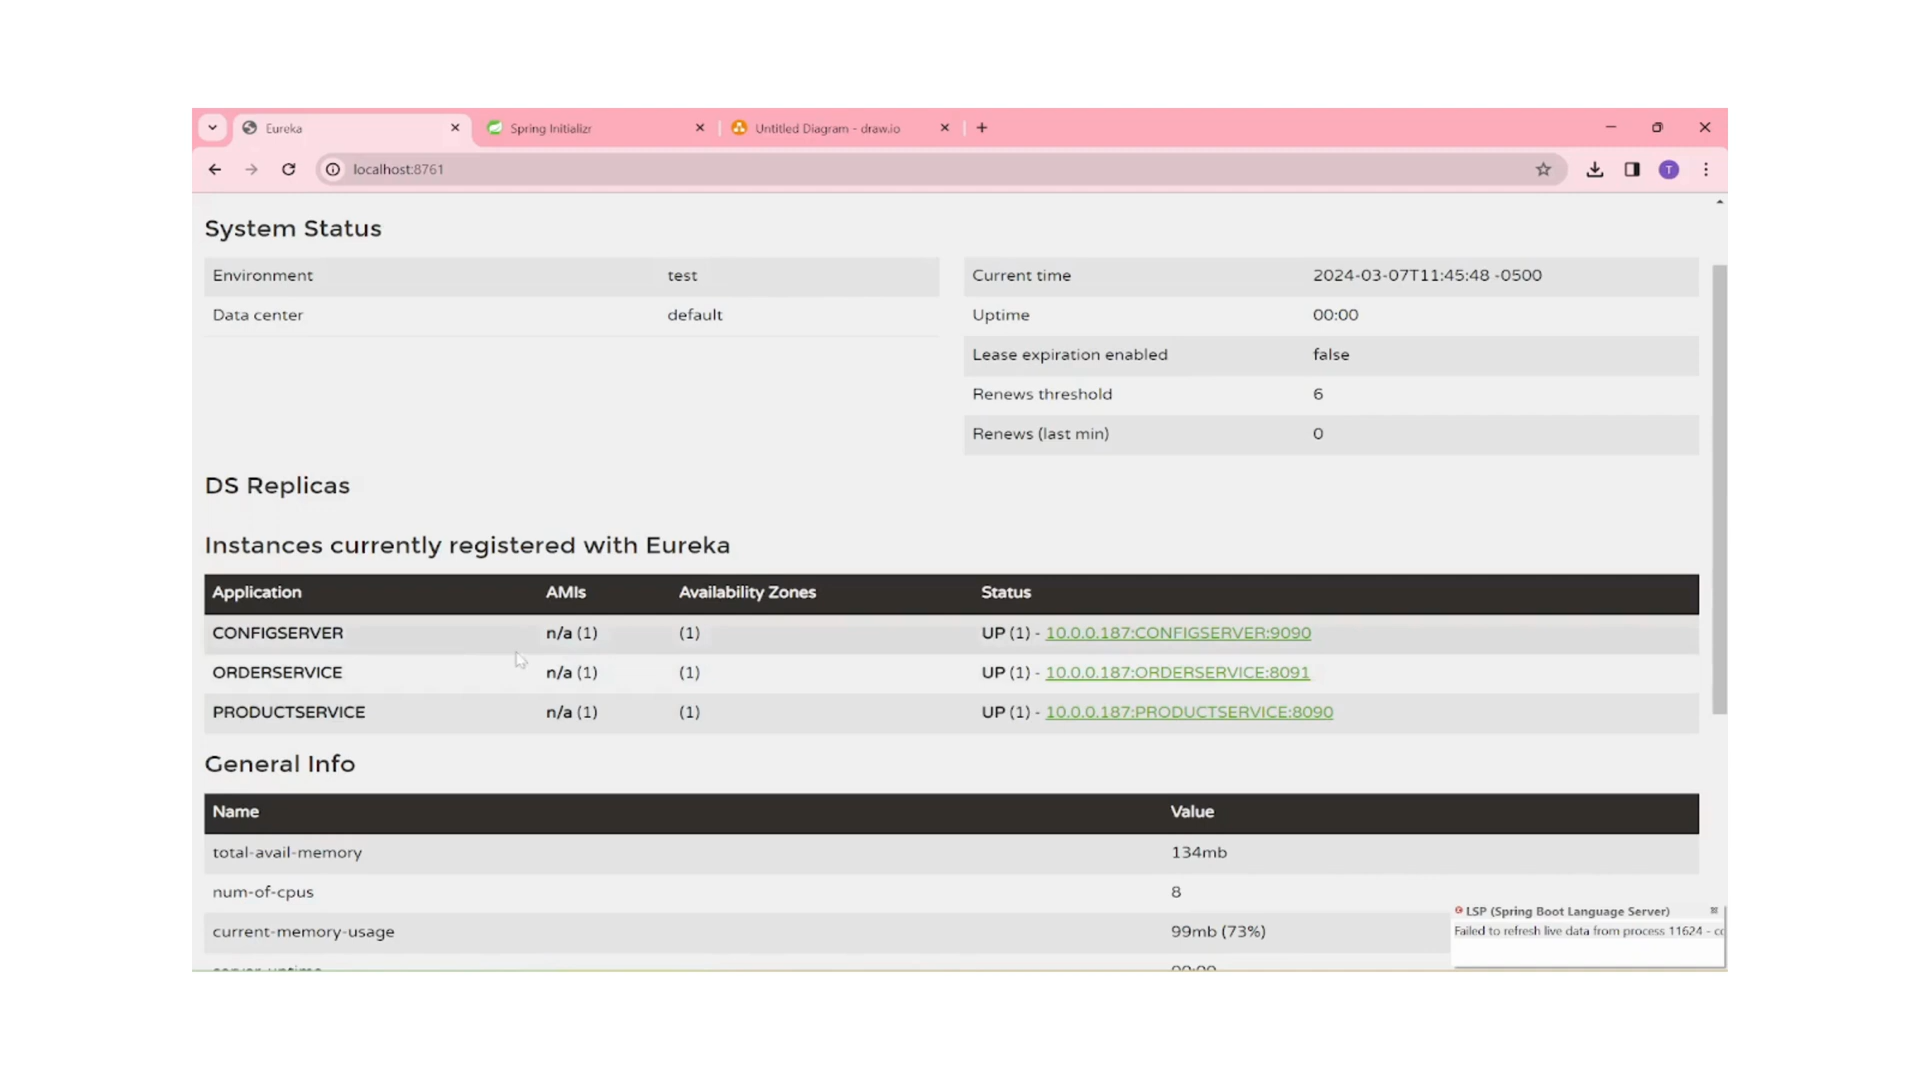 Eureka
Spring Initializr
Untitled Diagram - draw.io
localhost:8761
T
System Status
Environment test
Data center default
Current time 2024-03-07T11:45:48 -0500
Uptime 00:00
Lease expiration enabled false
Renews threshold 6
Renews (last min) 0
DS Replicas
Instances currently registered with Eureka
Application AMIs Availability Zones Status
CONFIGSERVER n/a (1) (1) UP (1) - 10.0.0.187:CONFIGSERVER:9090
ORDERSERVICE n/a (1) (1) UP (1) - 10.0.0.187:ORDERSERVICE:8091
PRODUCTSERVICE n/a (1) (1) UP (1) - 10.0.0.187:PRODUCTSERVICE:8090
General Info
Name Value
total-avail-memory 134mb
num-of-cpus 8
current-memory-usage 99mb (73%)
server-uptime 00:00
LSP (Spring Boot Language Server)
Failed to refresh live data from process 11624 -